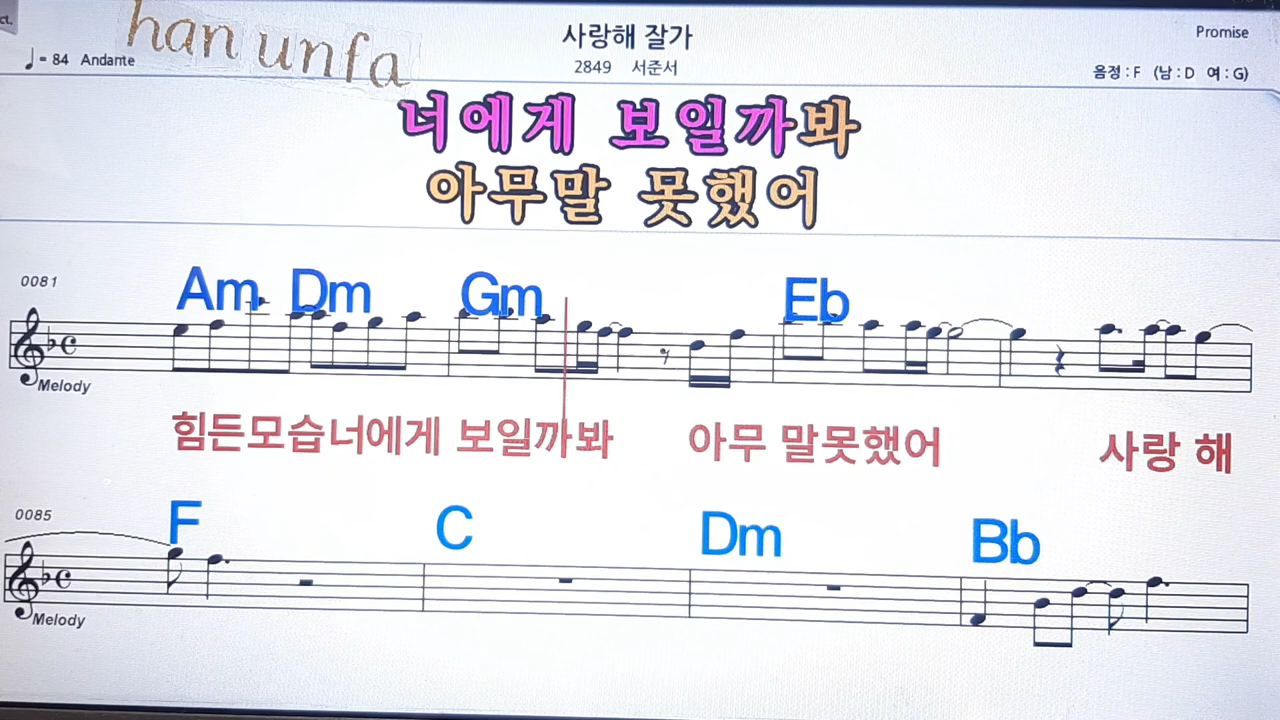 ct.
han unfa
사랑해 잘가
Promise
♩= 84 Andante
2849 서준서
음정 : F (남 : D 여 : G)
너에게 보일까봐
아무말 못했어
0081
Am Dm Gm Eb
Melody
힘든모습너에게 보일까봐 아무 말못했어 사랑 해
0085
F C Dm Bb
Melody